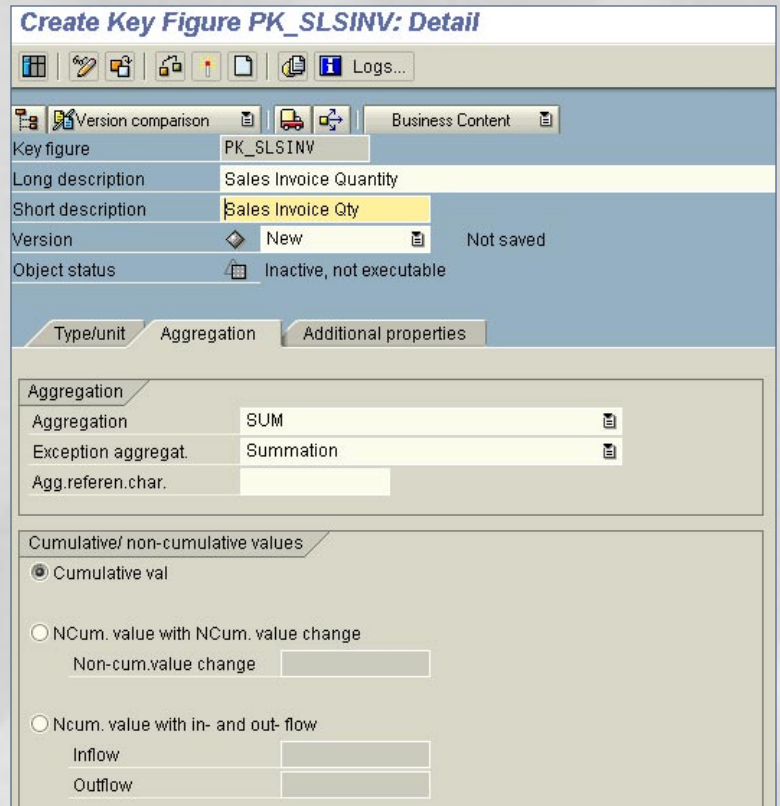 Create Key Figure PK_SLSINV: Detail
Logs...
Version comparison Business Content
Key figure PK_SLSINV
Long description Sales Invoice Quantity
Short description Sales Invoice Qty
Version New Not saved
Object status Inactive, not executable
Type/unit Aggregation Additional properties
Aggregation
Aggregation SUM
Exception aggregat. Summation
Agg.referen.char.
Cumulative/ non-cumulative values
Cumulative val
NCum. value with NCum. value change
Non-cum.value change
Ncum. value with in- and out- flow
Inflow
Outflow